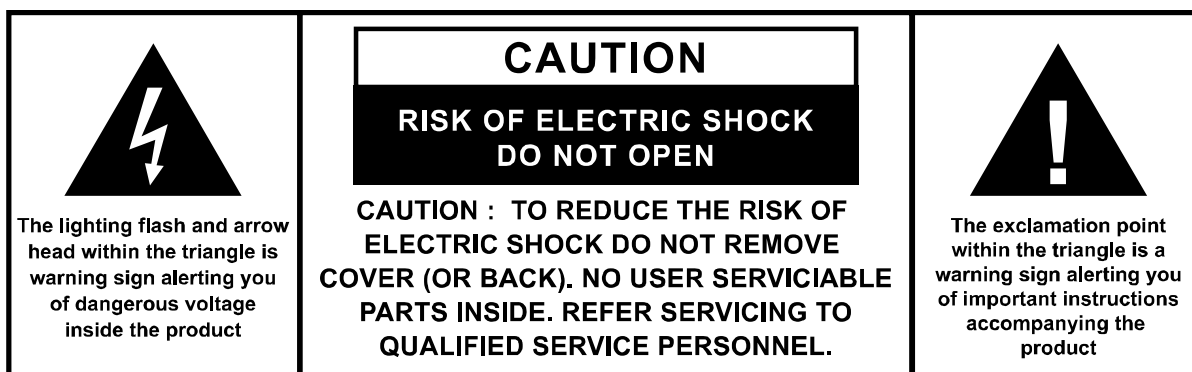 The lighting flash and arrow
head within the triangle is
warning sign alerting you
of dangerous voltage
inside the product
CAUTION
RISK OF ELECTRIC SHOCK
DO NOT OPEN
CAUTION : TO REDUCE THE RISK OF
ELECTRIC SHOCK DO NOT REMOVE
COVER (OR BACK). NO USER SERVICIABLE
PARTS INSIDE. REFER SERVICING TO
QUALIFIED SERVICE PERSONNEL.
!
The exclamation point
within the triangle is a
warning sign alerting you
of important instructions
accompanying the
product